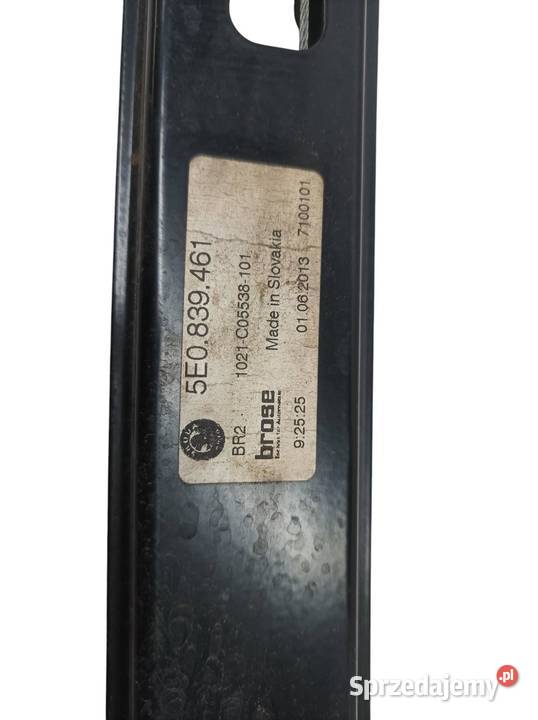 5E0.839.461
BR2 1021-C05538-101
brose Made in Slovakia
9:25:25 01.06.2013 7100101
Sprzedajemy.pl